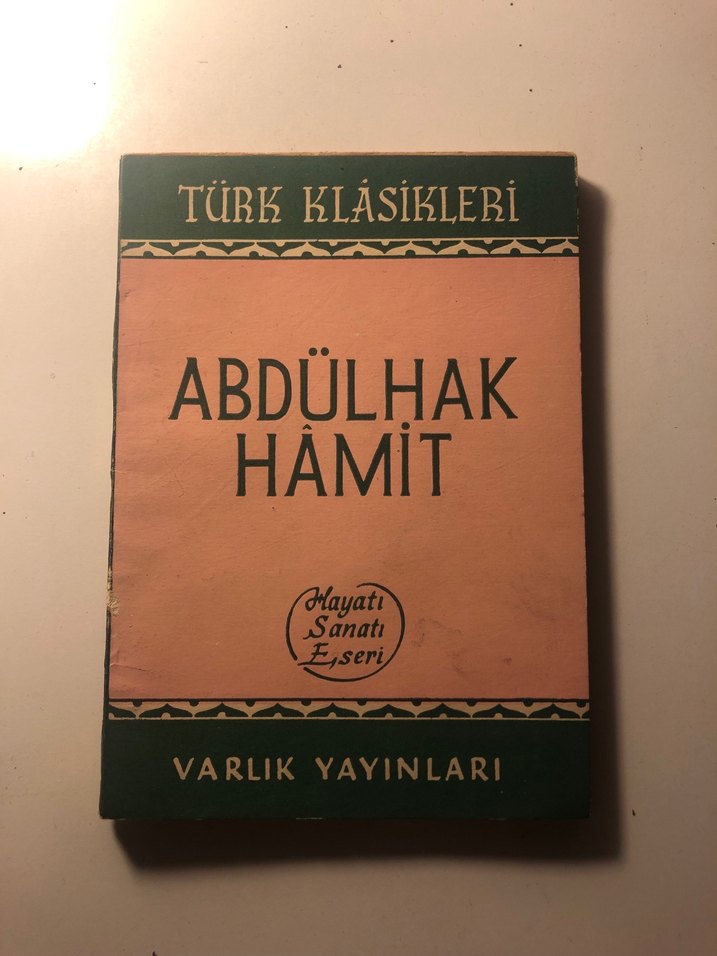 TÜRK KLÂSİKLERİ
ABDÜLHAK
HÂMİT
Hayatı
Sanatı
Eseri
VARLIK YAYINLARI